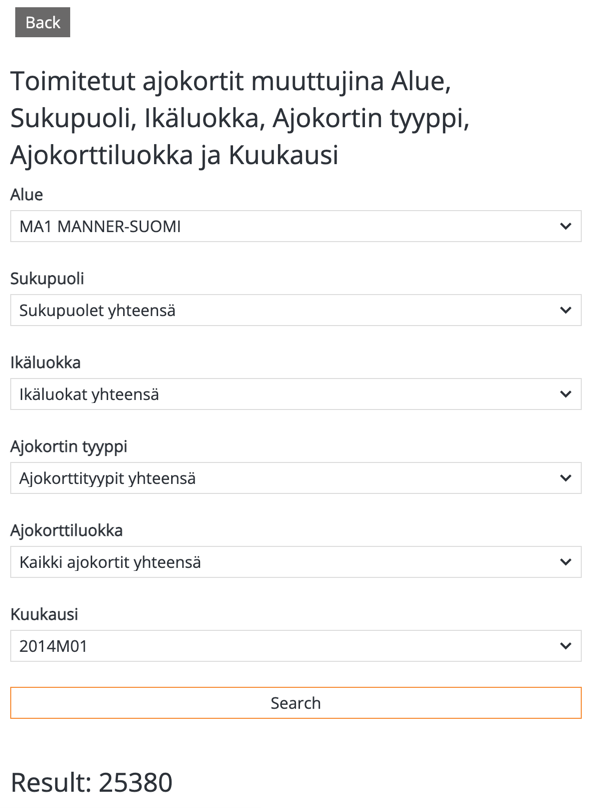 Back
Toimitetut ajokortit muuttujina Alue,
Sukupuoli, Ikäluokka, Ajokortin tyyppi,
Ajokorttiluokka ja Kuukausi
Alue
MA1 MANNER-SUOMI
Sukupuoli
Sukupuolet yhteensä
Ikäluokka
Ikäluokat yhteensä
Ajokortin tyyppi
Ajokorttityypit yhteensä
Ajokorttiluokka
Kaikki ajokortit yhteensä
Kuukausi
2014M01
Search
Result: 25380